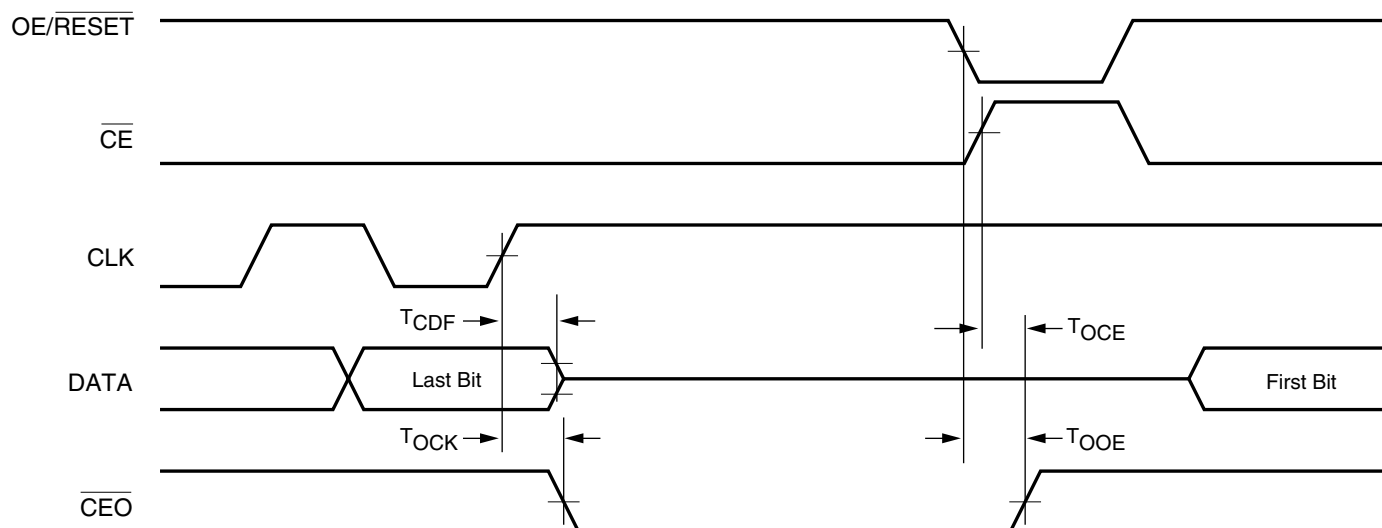 OE/RESET
CE
CLK
TCDF
TOCE
DATA
Last Bit
First Bit
TOCK
TOOE
CEO